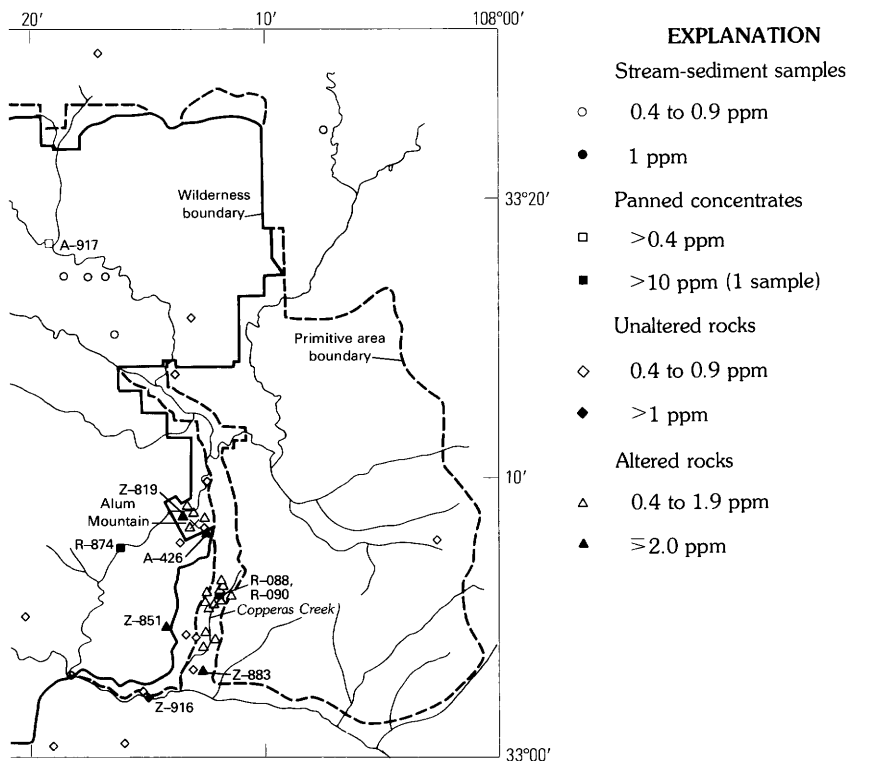 20' 10' 108°00'
EXPLANATION
Stream-sediment samples
0.4 to 0.9 ppm
1 ppm
Panned concentrates
>0.4 ppm
>10 ppm (1 sample)
Unaltered rocks
0.4 to 0.9 ppm
>1 ppm
Altered rocks
0.4 to 1.9 ppm
⩾2.0 ppm
Wilderness
boundary
33°20'
A–917
Primitive area
boundary
10'
Z–819
Alum
Mountain
R–874
A–426
R–088,
R–090
Copperas Creek
Z–851
Z–883
Z–916
33°00'